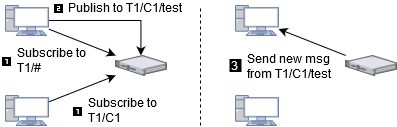 2 Publish to T1/C1/test
1 Subscribe to
T1/#
1 Subscribe to
T1/C1
3 Send new msg
from T1/C1/test